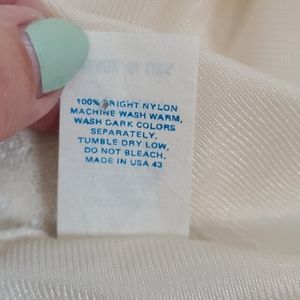 100% BRIGHT NYLON
MACHINE WASH WARM,
WASH DARK COLORS
SEPARATELY.
TUMBLE DRY LOW,
DO NOT BLEACH.
MADE IN USA 43